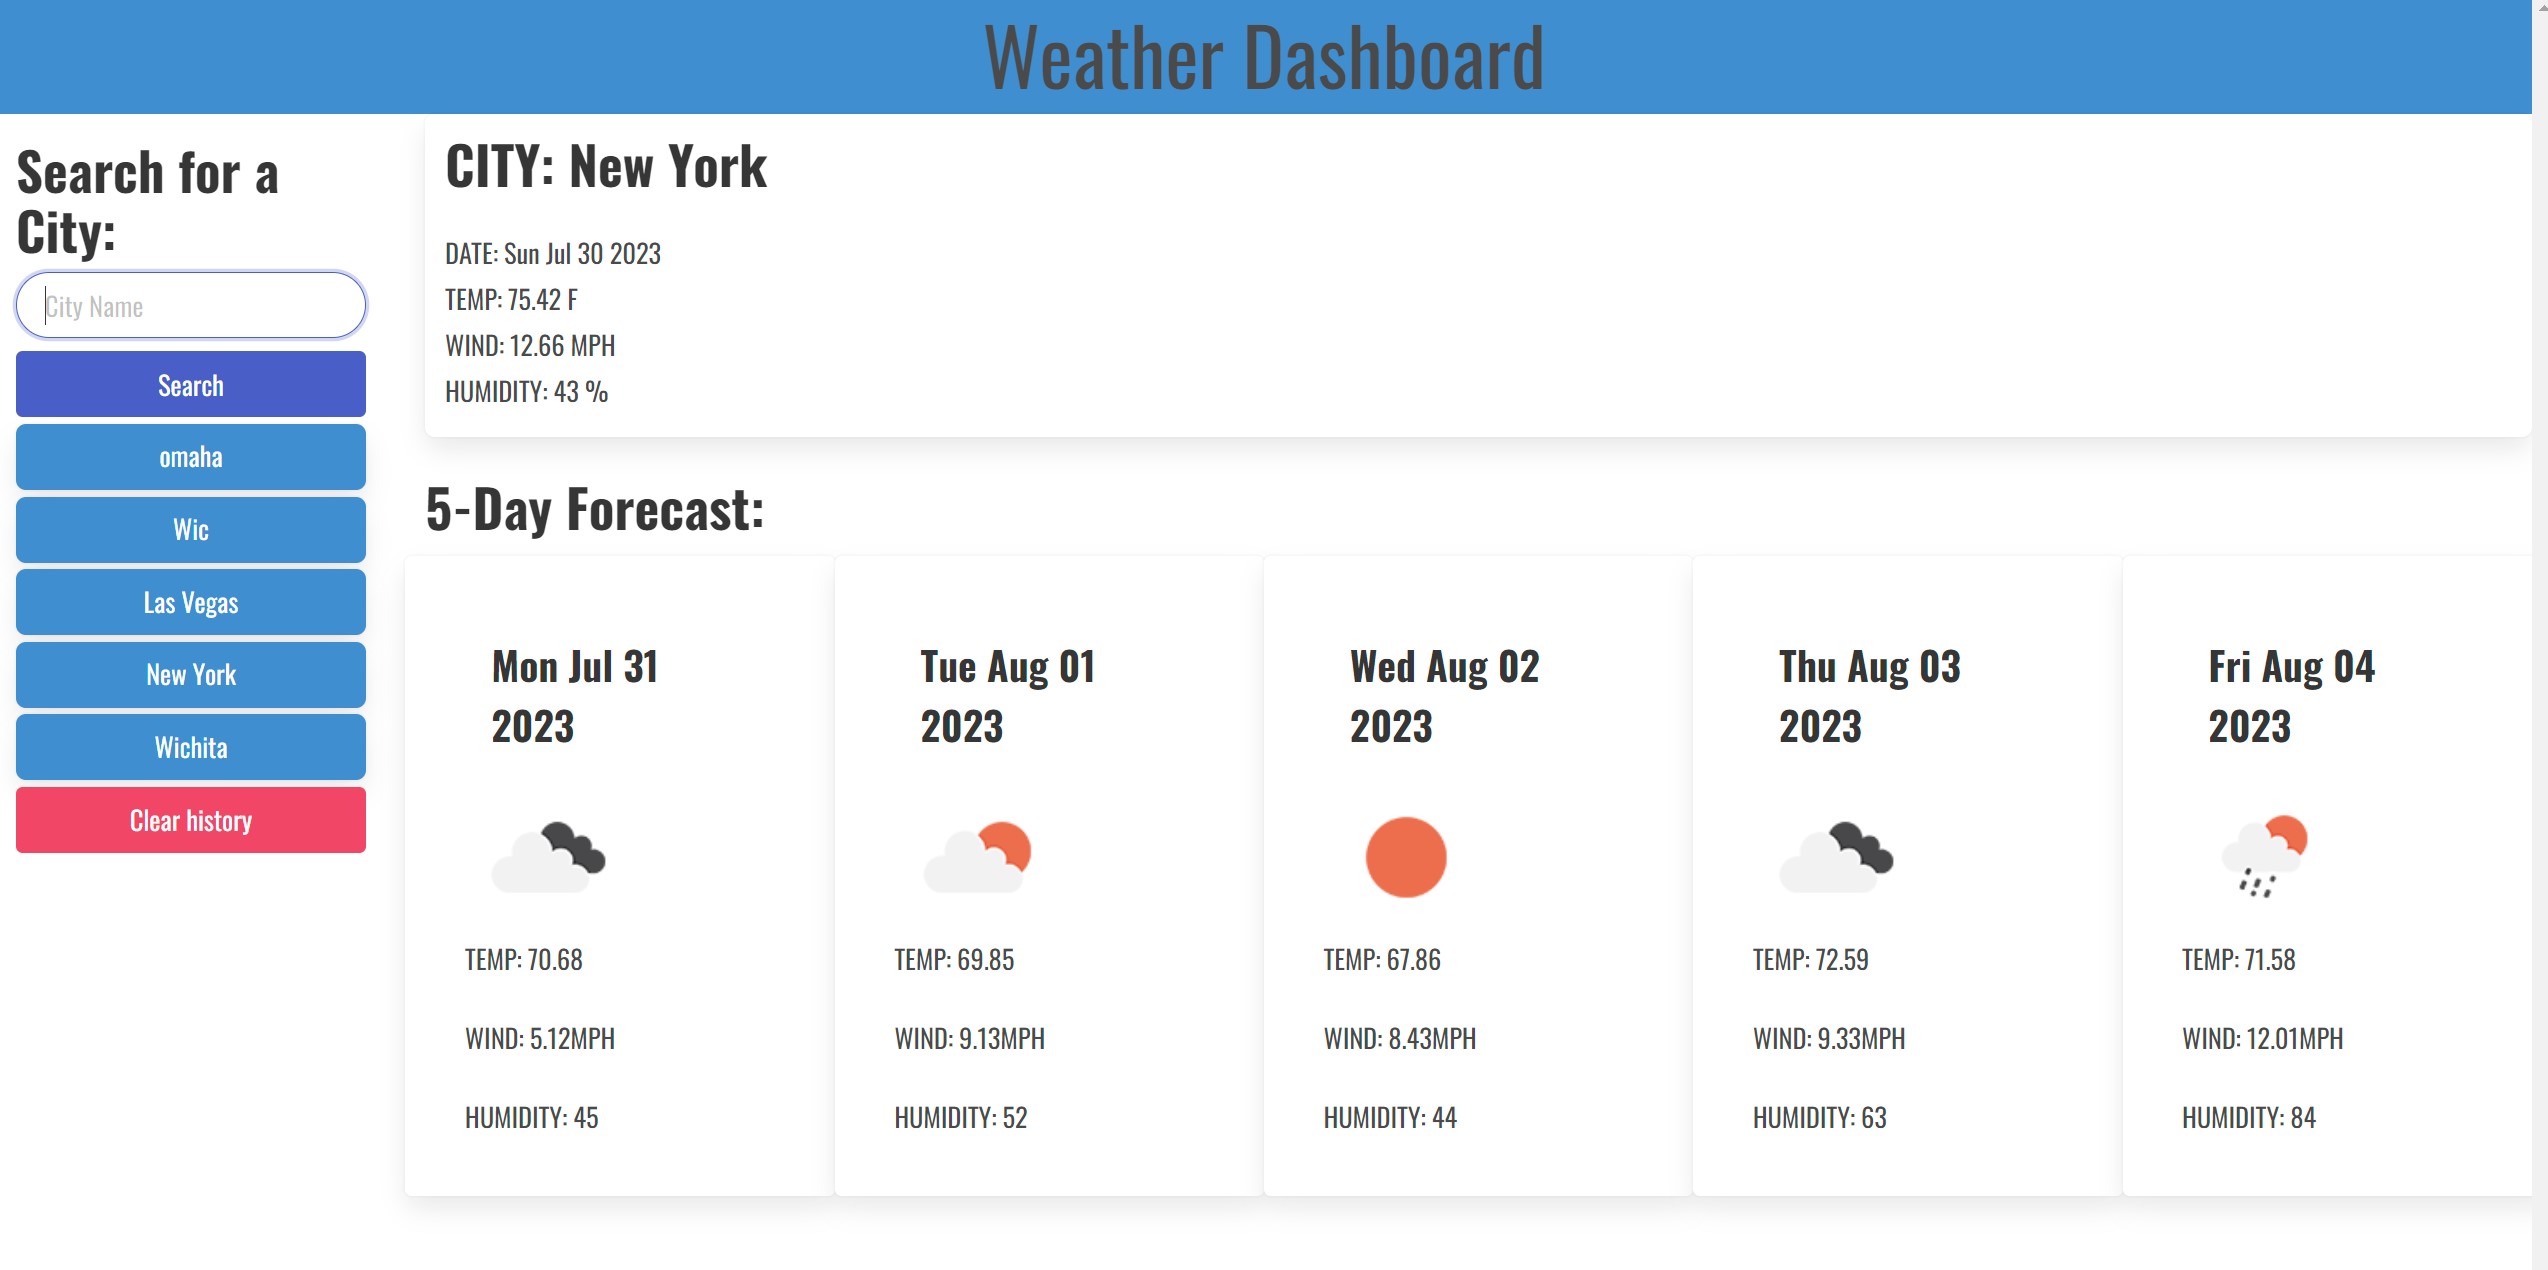 Weather Dashboard
Search for a
City:
City Name
Search
omaha
Wic
Las Vegas
New York
Wichita
Clear history
CITY: New York
DATE: Sun Jul 30 2023
TEMP: 75.42 F
WIND: 12.66 MPH
HUMIDITY: 43 %
5-Day Forecast:
Mon Jul 31
2023
TEMP: 70.68
WIND: 5.12MPH
HUMIDITY: 45
Tue Aug 01
2023
TEMP: 69.85
WIND: 9.13MPH
HUMIDITY: 52
Wed Aug 02
2023
TEMP: 67.86
WIND: 8.43MPH
HUMIDITY: 44
Thu Aug 03
2023
TEMP: 72.59
WIND: 9.33MPH
HUMIDITY: 63
Fri Aug 04
2023
TEMP: 71.58
WIND: 12.01MPH
HUMIDITY: 84